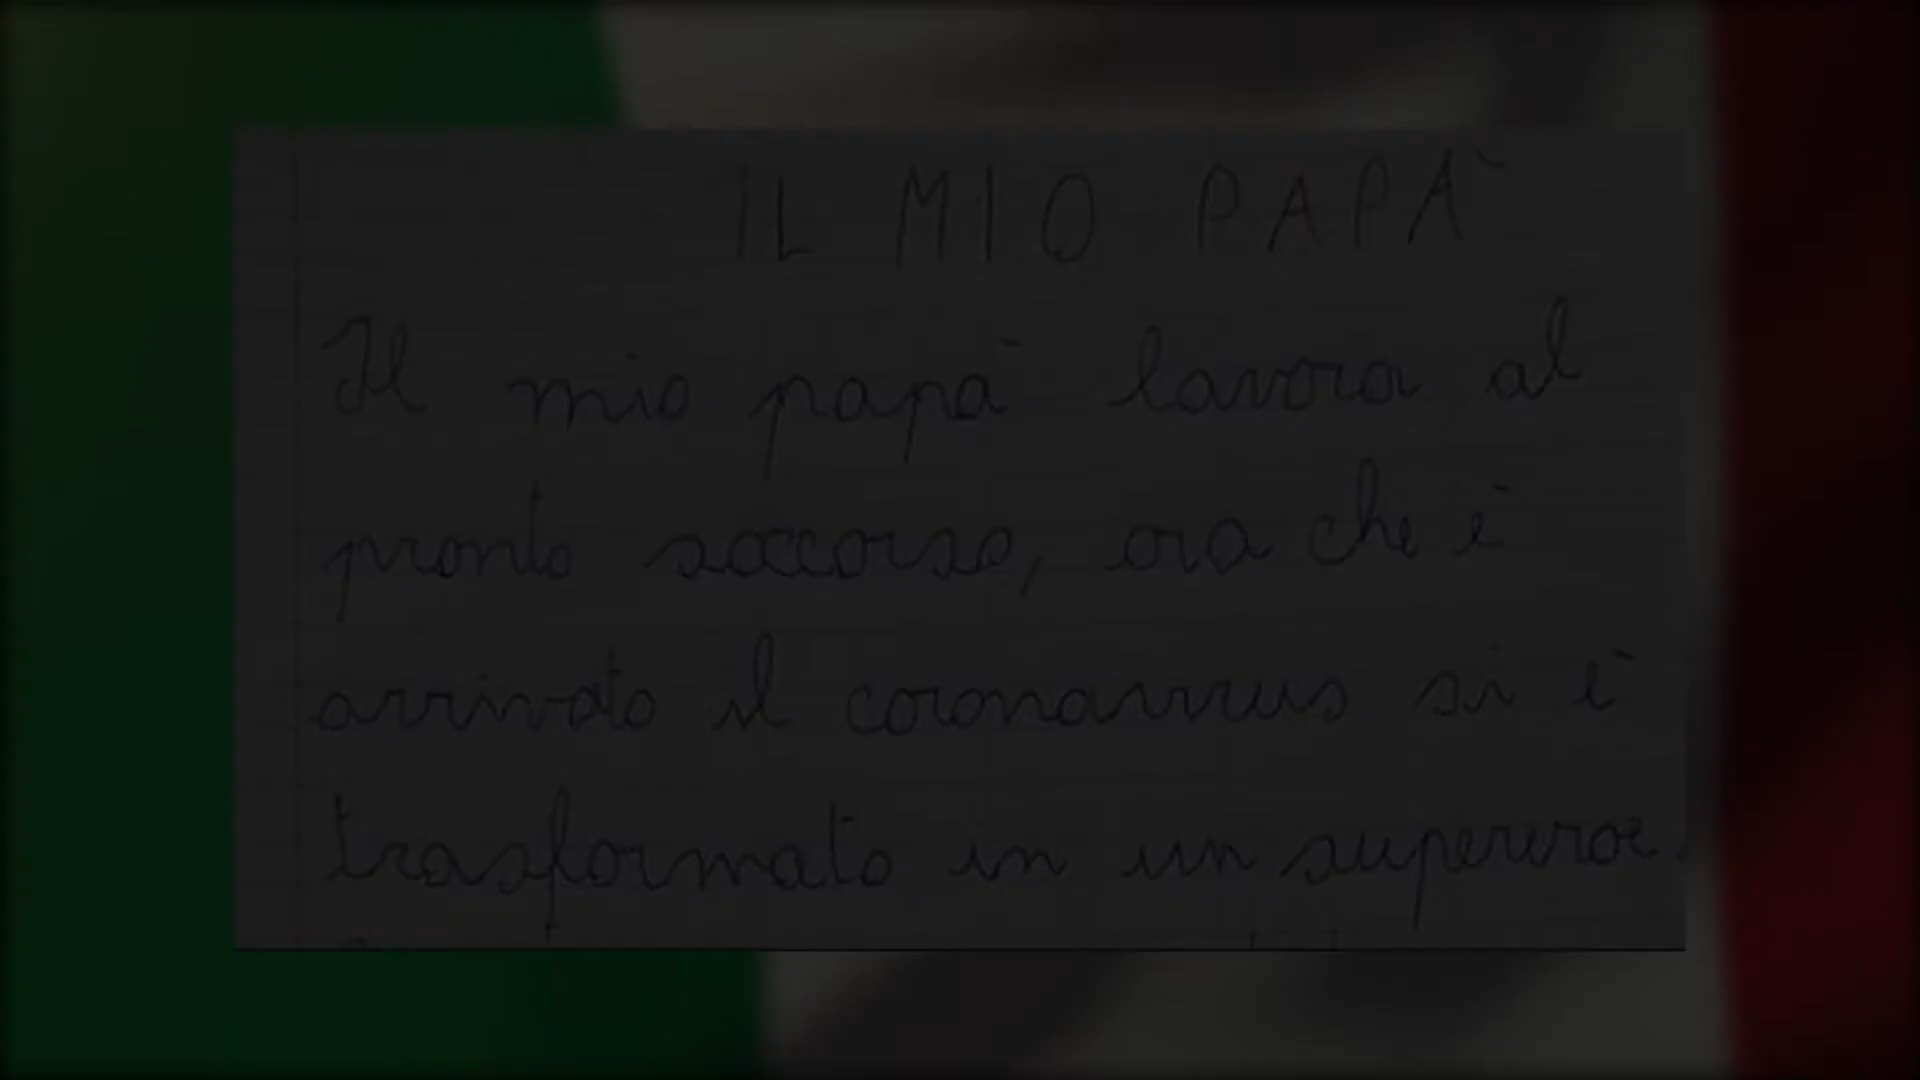 IL MIO PAPÀ
Il mio papà lavora al
pronto soccorso, ora che è
arrivato il coronavirus si è
trasformato in un supereroe.